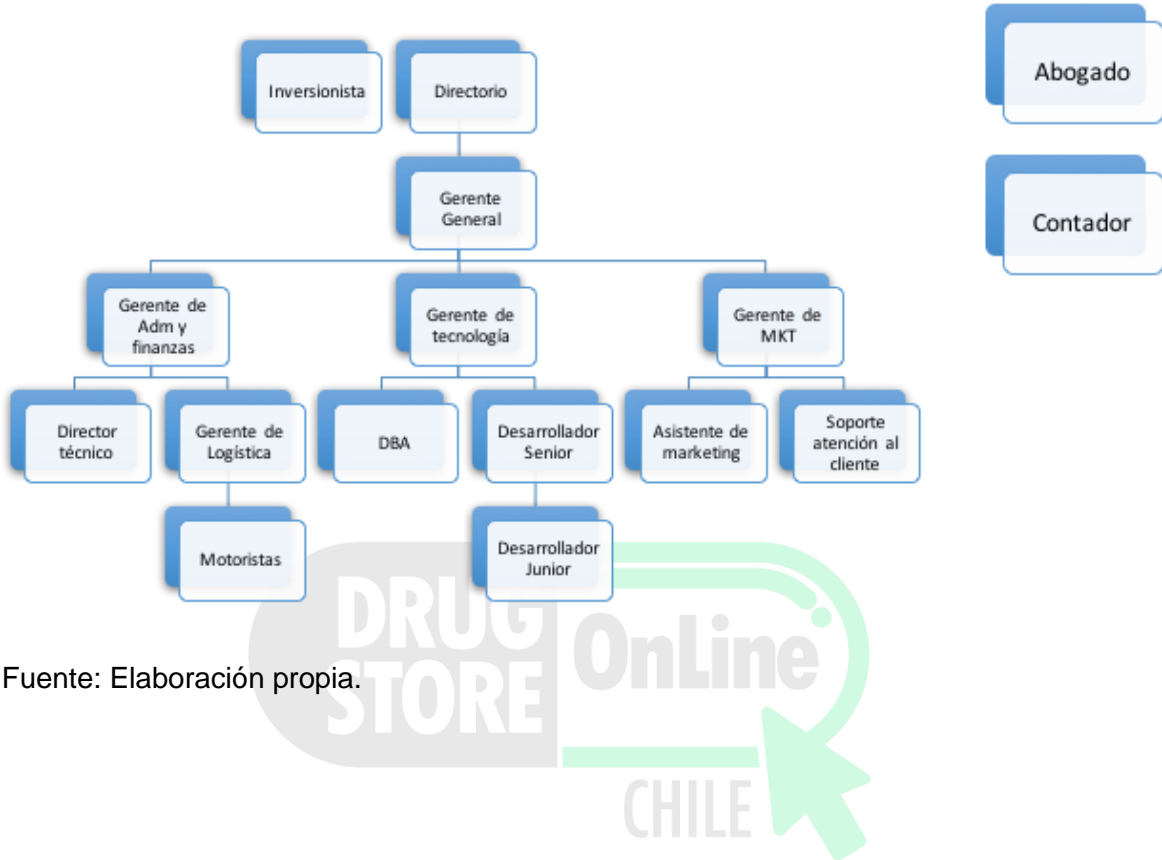 Inversionista
Directorio
Abogado
Gerente
General
Contador
Gerente de
Adm y
finanzas
Gerente de
tecnología
Gerente de
MKT
Director
técnico
Gerente de
Logística
DBA
Desarrollador
Senior
Asistente de
marketing
Soporte
atención al
cliente
Motoristas
Desarrollador
Junior
Fuente: Elaboración propia.
DRUG
STORE
OnLine
CHILE